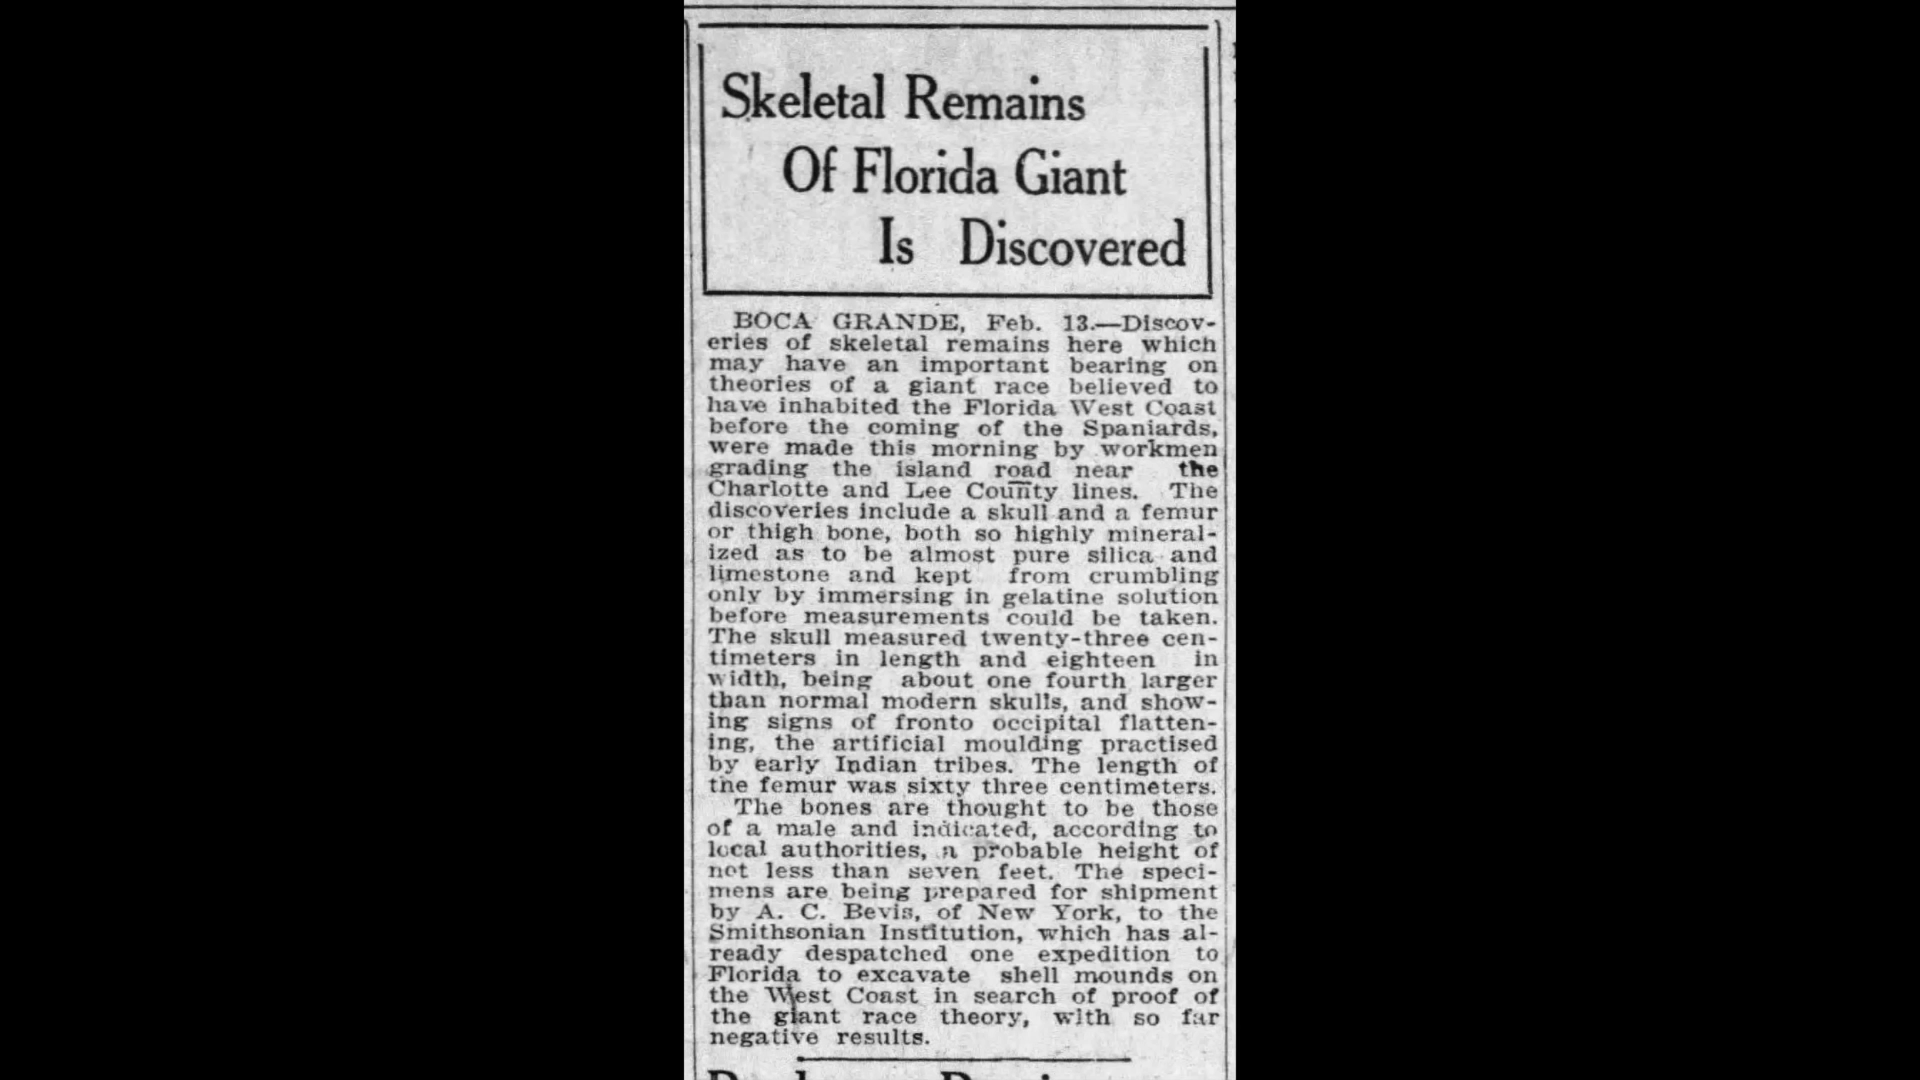 Skeletal Remains
Of Florida Giant
Is Discovered
BOCA GRANDE, Feb. 13.—Discov-
eries of skeletal remains here which
may have an important bearing on
theories of a giant race believed to
have inhabited the Florida West Coast
before the coming of the Spaniards,
were made this morning by workmen
grading the island road near the
Charlotte and Lee County lines. The
discoveries include a skull and a femur
or thigh bone, both so highly mineral-
ized as to be almost pure silica and
limestone and kept from crumbling
only by immersing in gelatine solution
before measurements could be taken.
The skull measured twenty-three cen-
timeters in length and eighteen in
width, being about one fourth larger
than normal modern skulls, and show-
ing signs of fronto occipital flatten-
ing, the artificial moulding practised
by early Indian tribes. The length of
the femur was sixty three centimeters.
The bones are thought to be those
of a male and indicated, according to
local authorities, a probable height of
not less than seven feet. The speci-
mens are being prepared for shipment
by A. C. Bevis, of New York, to the
Smithsonian Institution, which has al-
ready despatched one expedition to
Florida to excavate shell mounds on
the West Coast in search of proof of
the giant race theory, with so far
negative results.